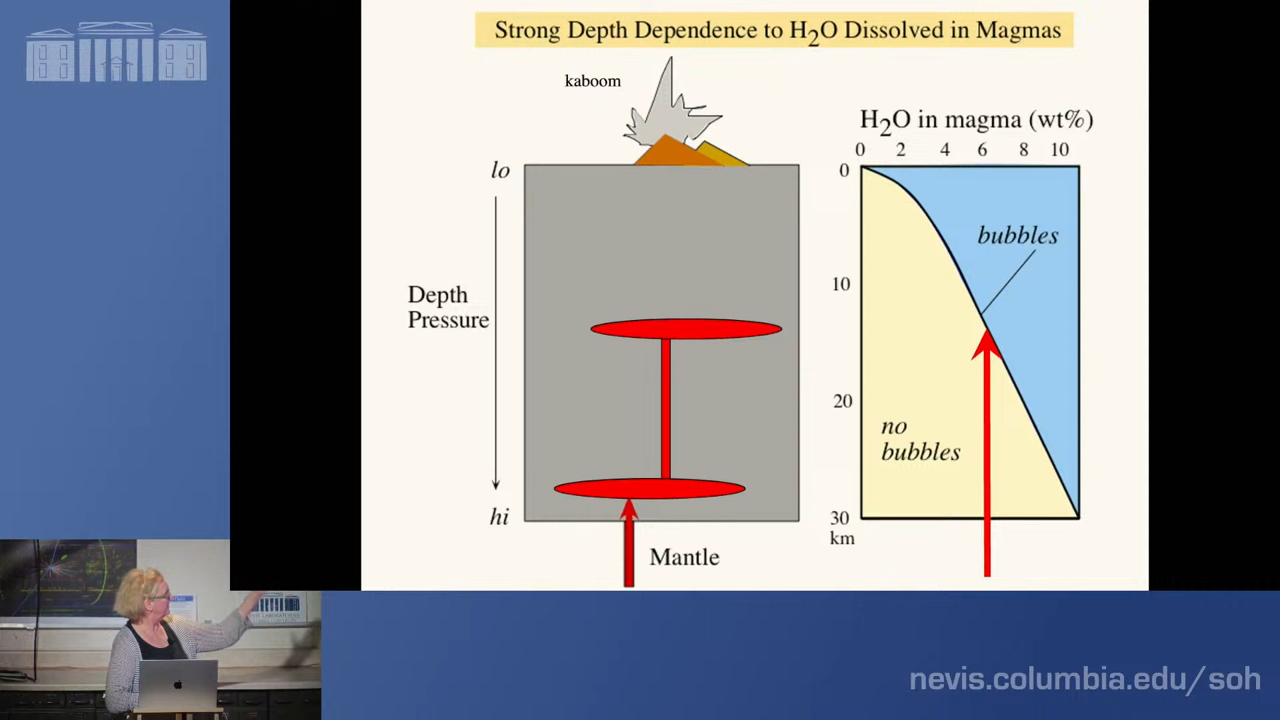 Strong Depth Dependence to H2O Dissolved in Magmas
kaboom
lo
Depth
Pressure
hi
Mantle
H2O in magma (wt%)
0 2 4 6 8 10
0
10
20
30
km
bubbles
no
bubbles
nevis.columbia.edu/soh